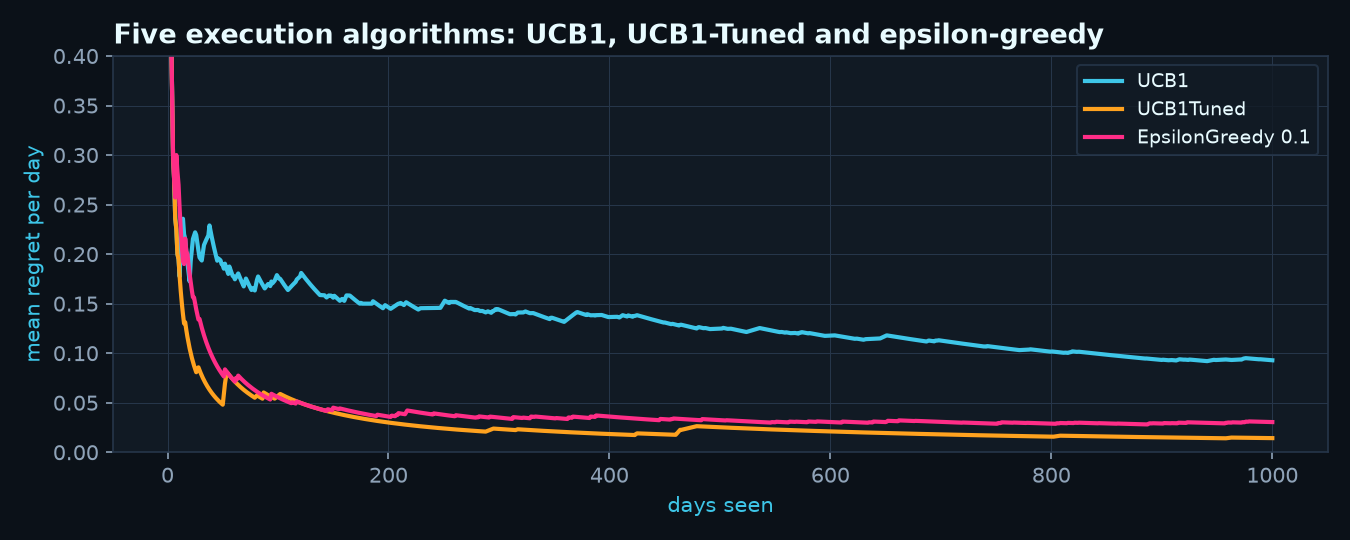 Five execution algorithms: UCB1, UCB1-Tuned and epsilon-greedy
0.40
0.35
0.30
0.25
0.20
0.15
0.10
0.05
0.00
mean regret per day
UCB1
UCB1Tuned
EpsilonGreedy 0.1
0 200 400 600 800 1000
days seen